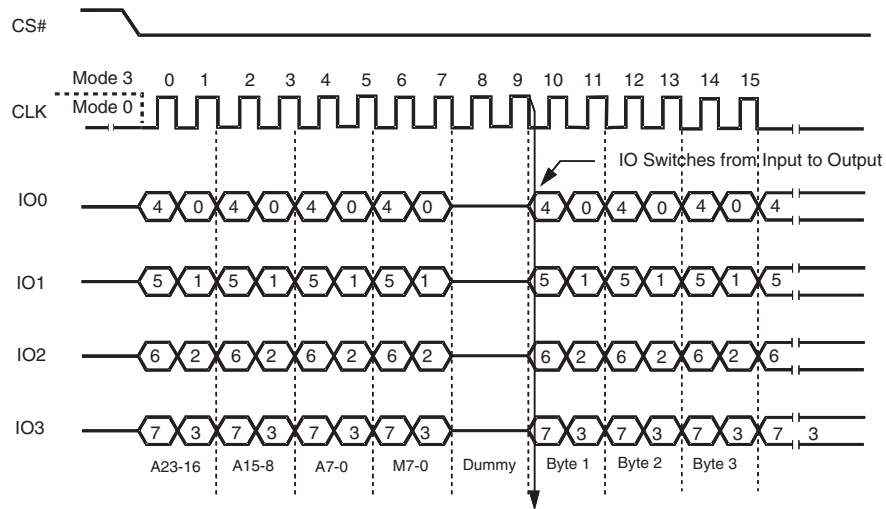 CS#
Mode 3 0 1 2 3 4 5 6 7 8 9 10 11 12 13 14 15
CLK Mode 0
IO Switches from Input to Output
IO0 4 0 4 0 4 0 4 0 4 0 4 0 4 0 4
IO1 5 1 5 1 5 1 5 1 5 1 5 1 5 1 5
IO2 6 2 6 2 6 2 6 2 6 2 6 2 6 2 6
IO3 7 3 7 3 7 3 7 3 7 3 7 3 7 3 7 3
A23-16 A15-8 A7-0 M7-0 Dummy Byte 1 Byte 2 Byte 3